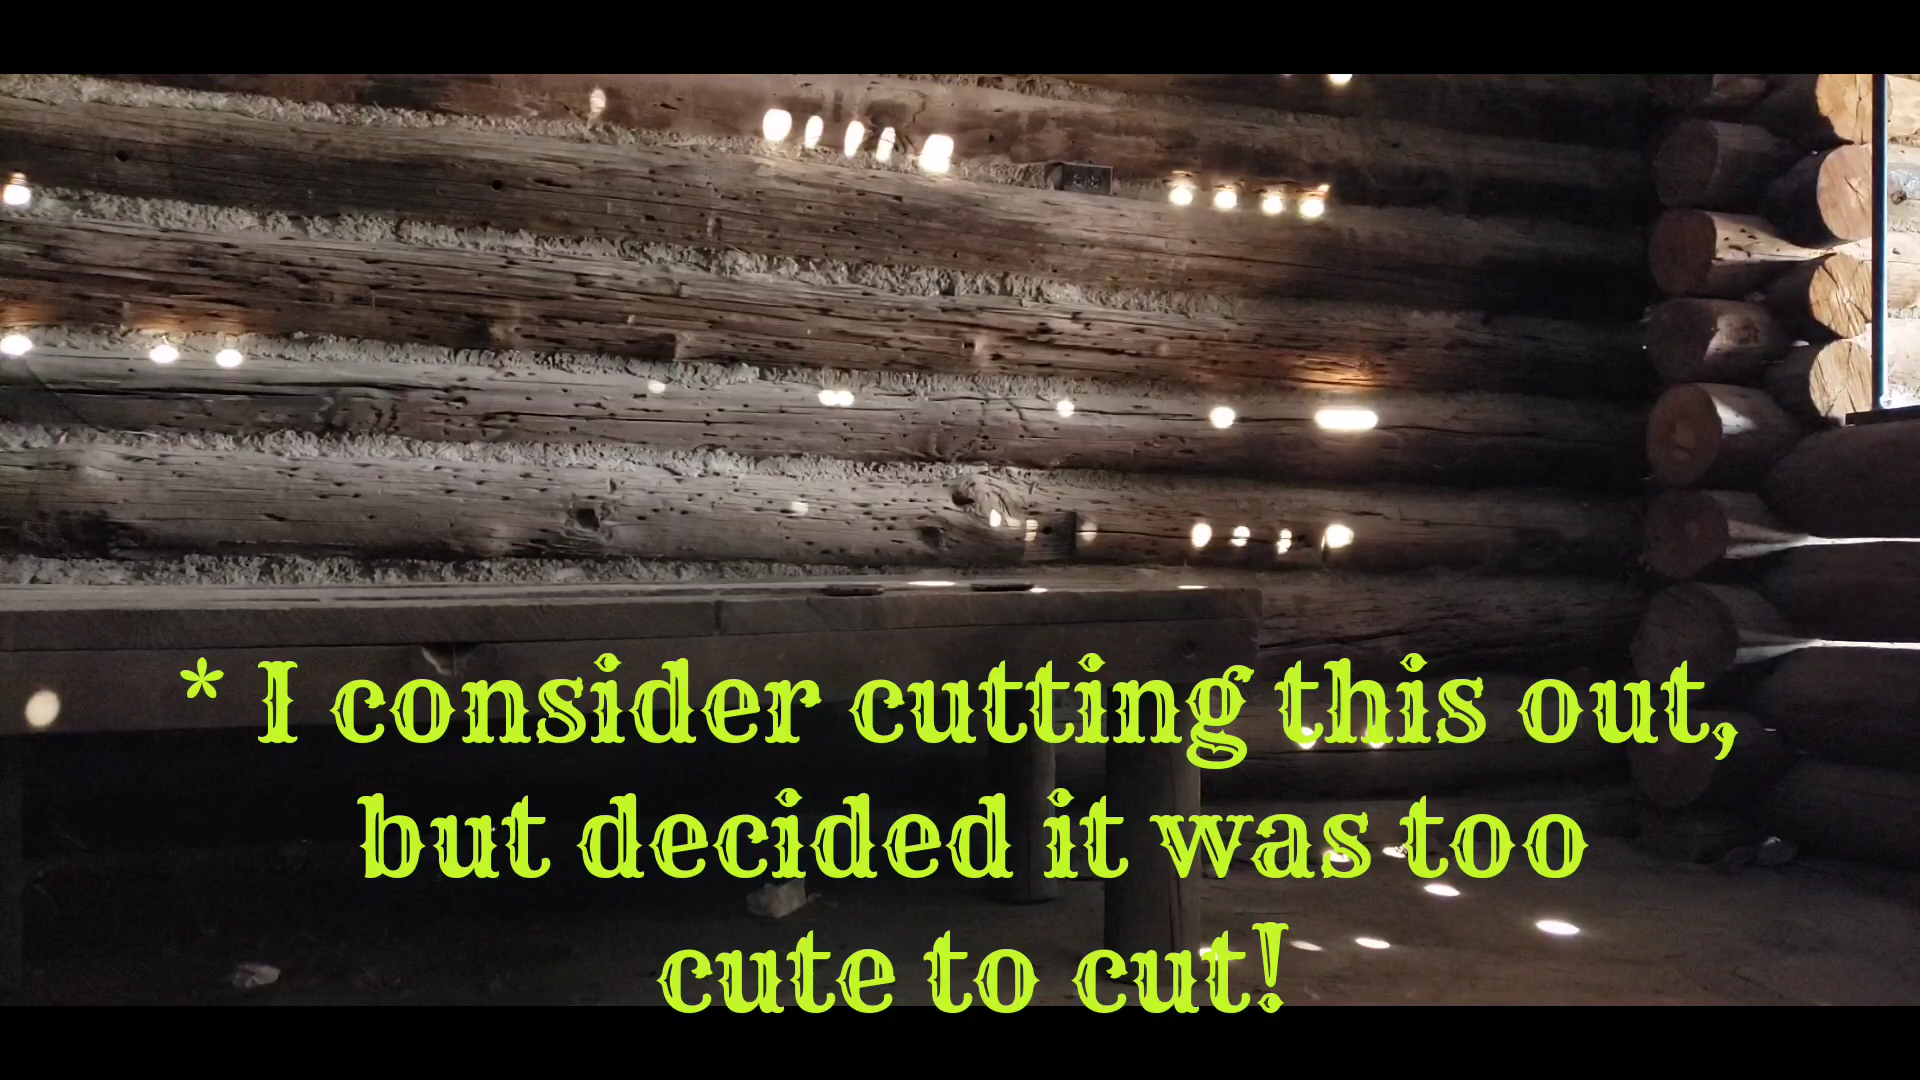 * I consider cutting this out,
but decided it was too
cute to cut!